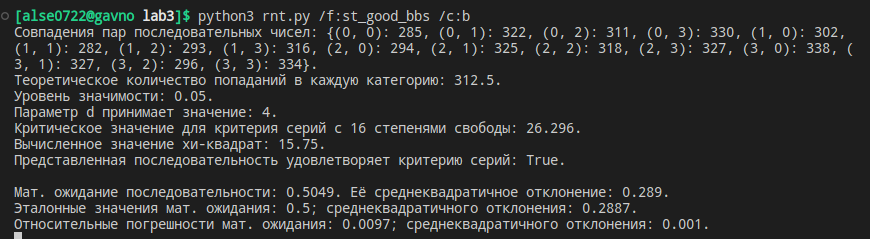 [alse0722@gavno lab3]$ python3 rnt.py /f:st_good_bbs /c:b
Совпадения пар последовательных чисел: {(0, 0): 285, (0, 1): 322, (0, 2): 311, (0, 3): 330, (1, 0): 302,
(1, 1): 282, (1, 2): 293, (1, 3): 316, (2, 0): 294, (2, 1): 325, (2, 2): 318, (2, 3): 327, (3, 0): 338, (
3, 1): 327, (3, 2): 296, (3, 3): 334}.
Теоретическое количество попаданий в каждую категорию: 312.5.
Уровень значимости: 0.05.
Параметр d принимает значение: 4.
Критическое значение для критерия серий с 16 степенями свободы: 26.296.
Вычисленное значение хи-квадрат: 15.75.
Представленная последовательность удовлетворяет критерию серий: True.
Мат. ожидание последовательности: 0.5049. Её среднеквадратичное отклонение: 0.289.
Эталонные значения мат. ожидания: 0.5; среднеквадратичного отклонения: 0.2887.
Относительные погрешности мат. ожидания: 0.0097; среднеквадратичного отклонения: 0.001.